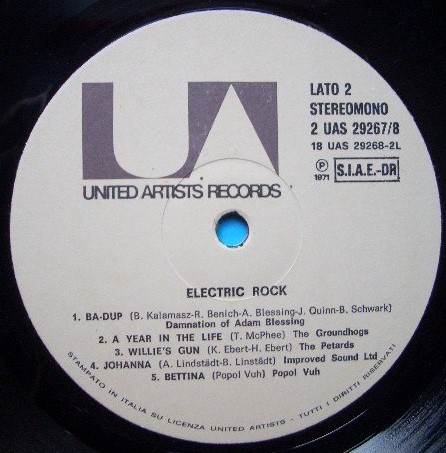 UA
UNITED ARTISTS RECORDS
LATO 2
STEREOMONO
2 UAS 29267/8
18 UAS 29268-2L
P
1971
S.I.A.E.-DR
ELECTRIC ROCK
1. BA-DUP (B. Kalamasz-R. Benich-A. Blessing-J. Quinn-B. Schwark)
Damnation of Adam Blessing
2. A YEAR IN THE LIFE (T. McPhee) The Groundhogs
3. WILLIE'S GUN (K. Ebert-H. Ebert) The Petards
4. JOHANNA (A. Lindstädt-B. Linstädt) Improved Sound Ltd
5. BETTINA (Popol Vuh) Popol Vuh
STAMPATO IN ITALIA SU LICENZA UNITED ARTISTS - TUTTI I DIRITTI RISERVATI